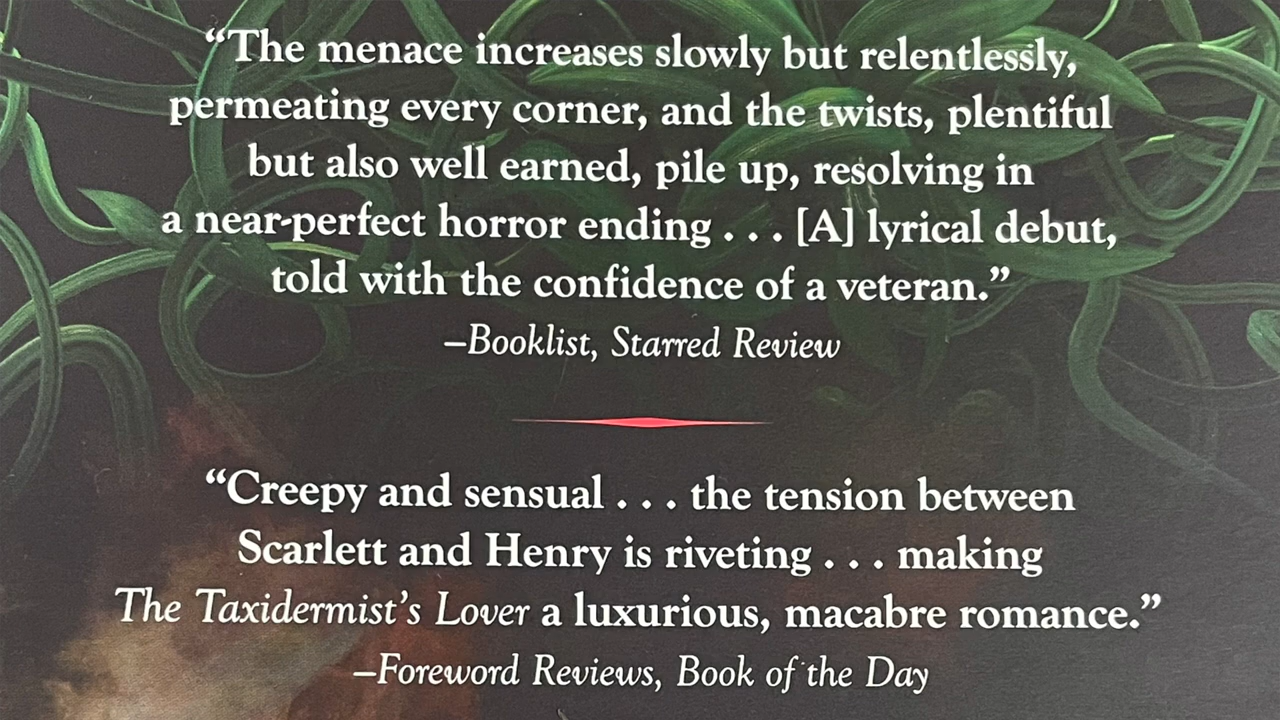 “The menace increases slowly but relentlessly,
permeating every corner, and the twists, plentiful
but also well earned, pile up, resolving in
a near-perfect horror ending . . . [A] lyrical debut,
told with the confidence of a veteran.”
–Booklist, Starred Review
“Creepy and sensual . . . the tension between
Scarlett and Henry is riveting . . . making
The Taxidermist’s Lover a luxurious, macabre romance.”
–Foreword Reviews, Book of the Day